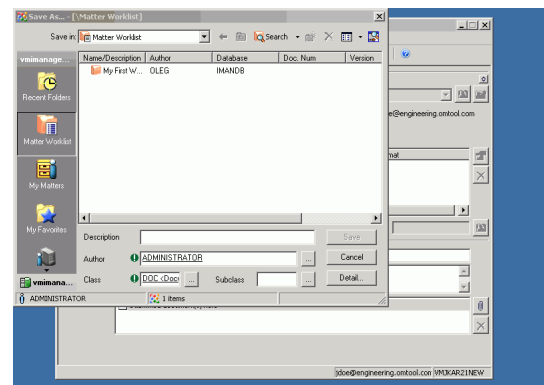 Save As... - [\Matter Worklist]
Save in: Matter Worklist
Search
vmimanage...
Name/Description Author Database Doc. Num Version
My First W... OLEG IMANDB
Recent Folders
e@engineering.omtool.com
Matter Worklist
mat
My Matters
My Favorites
Description
Save
Author ADMINISTRATOR ... Cancel
Class DOC <Doc ... Subclass ... Detail...
vmimana...
ADMINISTRATOR 1 items
jdoe@engineering.omtool.com VMJKAR21NEW